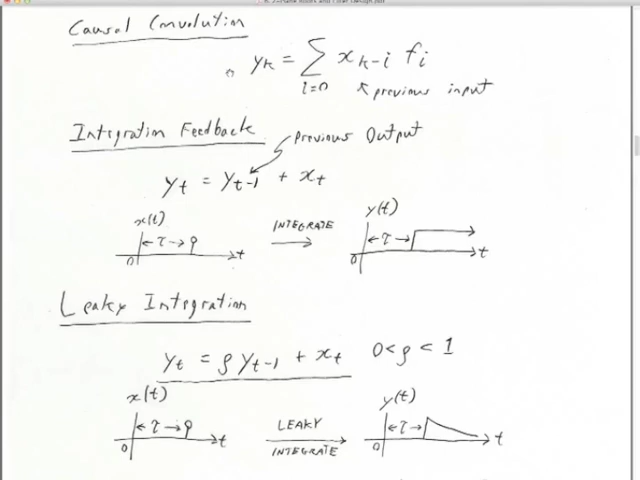 Causal Convolution
yk = ∑ xk-i fi
i=0
previous input
Integration Feedback
Previous Output
yt = yt-1 + xt
x(t)
INTEGRATE
y(t)
τ
τ
0
t
0
t
Leaky Integration
yt = ρ yt-1 + xt 0<ρ<1
x(t)
LEAKY
y(t)
τ
τ
0
t
INTEGRATE
0
t